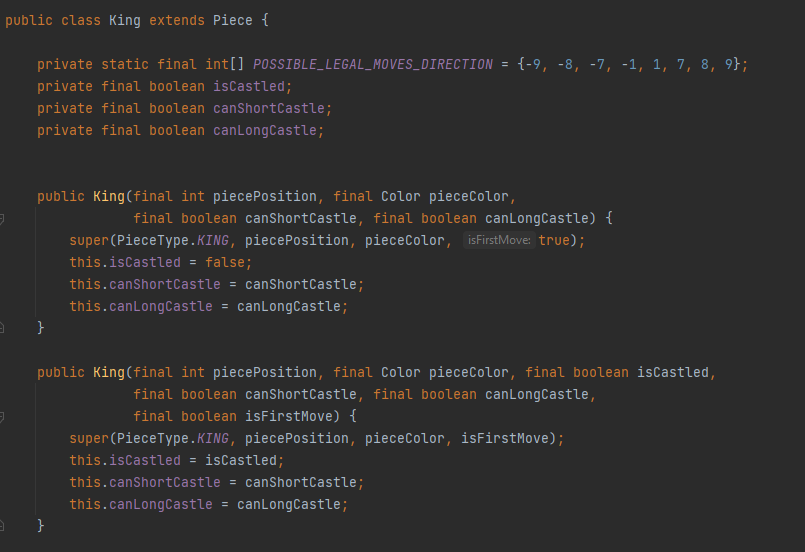 public class King extends Piece {
private static final int[] POSSIBLE_LEGAL_MOVES_DIRECTION = {-9, -8, -7, -1, 1, 7, 8, 9};
private final boolean isCastled;
private final boolean canShortCastle;
private final boolean canLongCastle;
public King(final int piecePosition, final Color pieceColor,
final boolean canShortCastle, final boolean canLongCastle) {
super(PieceType.KING, piecePosition, pieceColor, isFirstMove: true);
this.isCastled = false;
this.canShortCastle = canShortCastle;
this.canLongCastle = canLongCastle;
}
public King(final int piecePosition, final Color pieceColor, final boolean isCastled,
final boolean canShortCastle, final boolean canLongCastle,
final boolean isFirstMove) {
super(PieceType.KING, piecePosition, pieceColor, isFirstMove);
this.isCastled = isCastled;
this.canShortCastle = canShortCastle;
this.canLongCastle = canLongCastle;
}